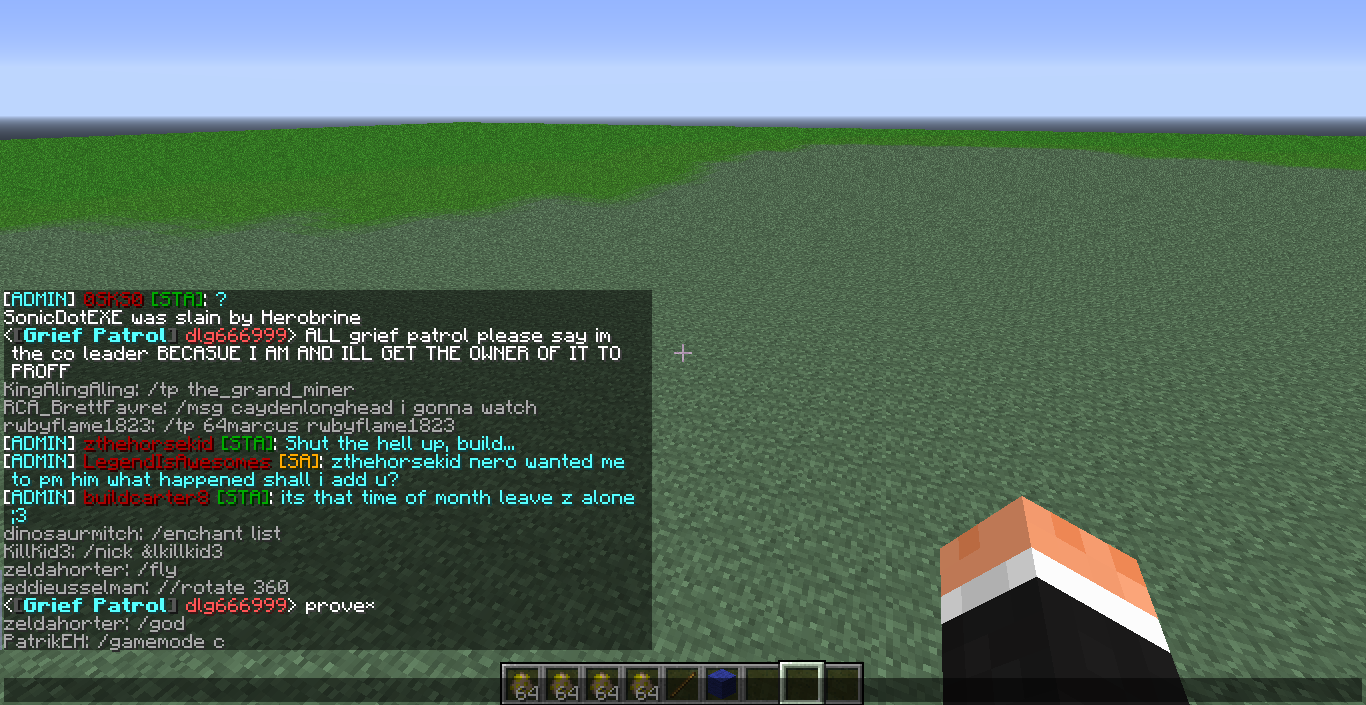 [ADMIN] 0sKs0 [STA]: ?
SonicDotEXE was slain by Herobrine
<[Grief Patrol] dlg666999> ALL grief patrol please say im
the co leader BECASUE I AM AND ILL GET THE OWNER OF IT TO
PROFF
KingAlingAling: /tp the_grand_miner
RCA_BrettFavre: /msg caydenlonghead i gonna watch
rwbyflame1823: /tp 64marcus rwbyflame1823
[ADMIN] zthehorsekid [STA]: Shut the hell up, build...
[ADMIN] LegendIsAwesomes [SA]: zthehorsekid nero wanted me
to pm him what happened shall i add u?
[ADMIN] buildcarter8 [STA]: its that time of month leave z alone
;3
dinosaurmitch: /enchant list
KillKid3: /nick &lkillkid3
zeldahorter: /fly
eddieusselman: //rotate 360
<[Grief Patrol] dlg666999> prove*
zeldahorter: /god
PatrikEH: /gamemode c
64 64 64 64